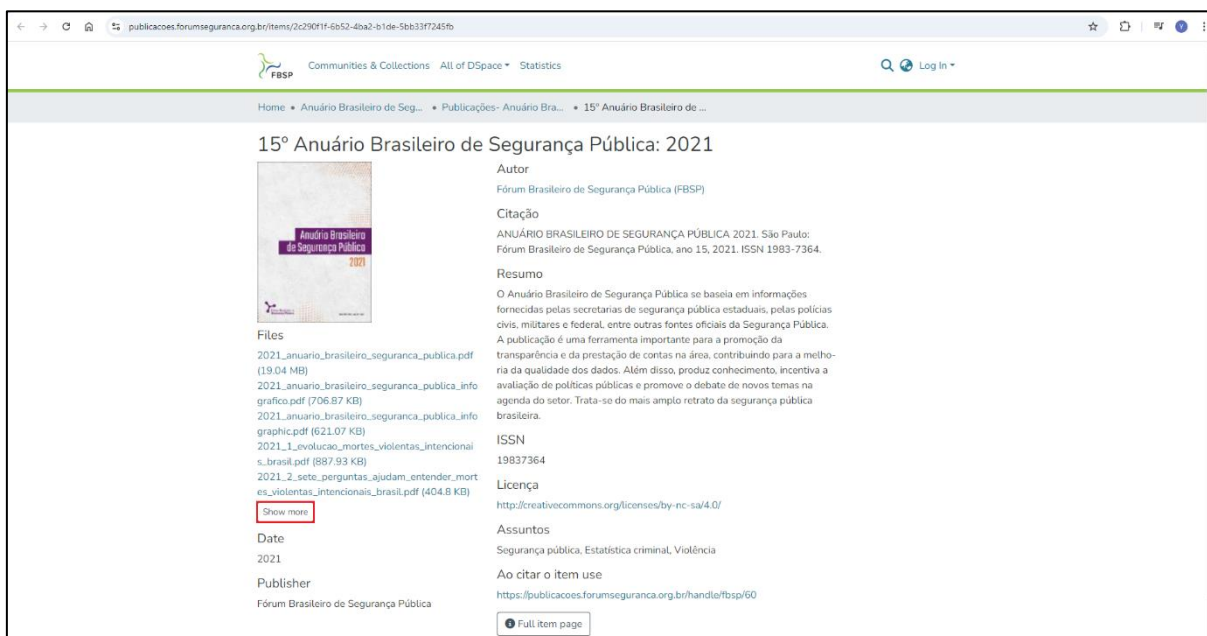 publicacoes.forumseguranca.org.br/items/2c290f1f-6b52-4ba2-b1de-5bb33f7245fb
FBSP
Communities & Collections All of DSpace Statistics
Log In
Home • Anuário Brasileiro de Seg... • Publicações- Anuário Bra... • 15º Anuário Brasileiro de ...
15º Anuário Brasileiro de Segurança Pública: 2021
Anuário Brasileiro
de Segurança Pública
2021
Files
2021_anuario_brasileiro_seguranca_publica.pdf
(19.04 MB)
2021_anuario_brasileiro_seguranca_publica_info
grafico.pdf (706.87 KB)
2021_anuario_brasileiro_seguranca_publica_info
graphic.pdf (621.07 KB)
2021_1_evolucao_mortes_violentas_intencionai
s_brasil.pdf (887.93 KB)
2021_2_sete_perguntas_ajudam_entender_mort
es_violentas_intencionais_brasil.pdf (404.8 KB)
Show more
Date
2021
Publisher
Fórum Brasileiro de Segurança Pública
Autor
Fórum Brasileiro de Segurança Pública (FBSP)
Citação
ANUÁRIO BRASILEIRO DE SEGURANÇA PÚBLICA 2021. São Paulo:
Fórum Brasileiro de Segurança Pública, ano 15, 2021. ISSN 1983-7364.
Resumo
O Anuário Brasileiro de Segurança Pública se baseia em informações
fornecidas pelas secretarias de segurança pública estaduais, pelas polícias
civis, militares e federal, entre outras fontes oficiais da Segurança Pública.
A publicação é uma ferramenta importante para a promoção da
transparência e da prestação de contas na área, contribuindo para a melho-
ria da qualidade dos dados. Além disso, produz conhecimento, incentiva a
avaliação de políticas públicas e promove o debate de novos temas na
agenda do setor. Trata-se do mais amplo retrato da segurança pública
brasileira.
ISSN
19837364
Licença
http://creativecommons.org/licenses/by-nc-sa/4.0/
Assuntos
Segurança pública, Estatística criminal, Violência
Ao citar o item use
https://publicacoes.forumseguranca.org.br/handle/fbsp/60
Full item page